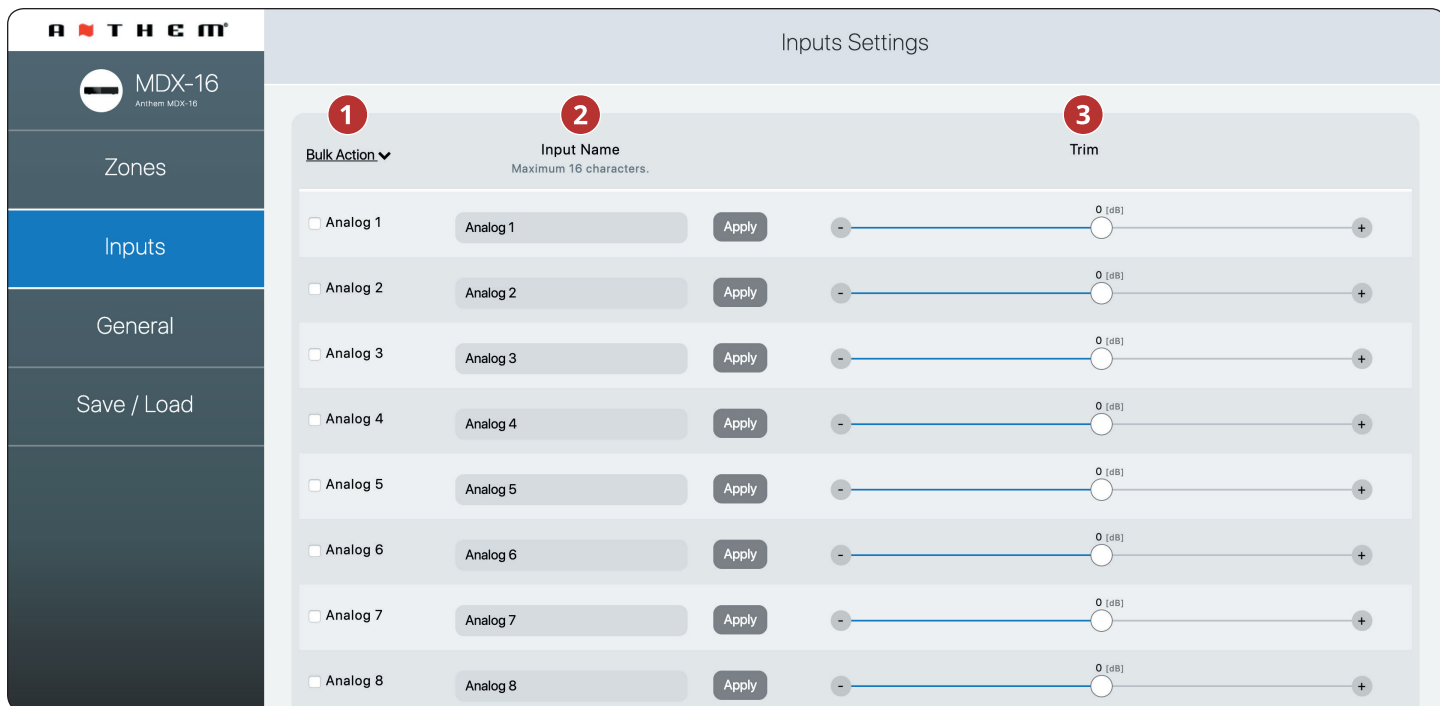 ANTHEM
Inputs Settings
MDX-16
Anthem MDX-16
Zones
Inputs
General
Save / Load
1
2
3
Bulk Action
Input Name
Trim
Maximum 16 characters.
Analog 1 Analog 1 Apply - 0 [dB] +
Analog 2 Analog 2 Apply - 0 [dB] +
Analog 3 Analog 3 Apply - 0 [dB] +
Analog 4 Analog 4 Apply - 0 [dB] +
Analog 5 Analog 5 Apply - 0 [dB] +
Analog 6 Analog 6 Apply - 0 [dB] +
Analog 7 Analog 7 Apply - 0 [dB] +
Analog 8 Analog 8 Apply - 0 [dB] +